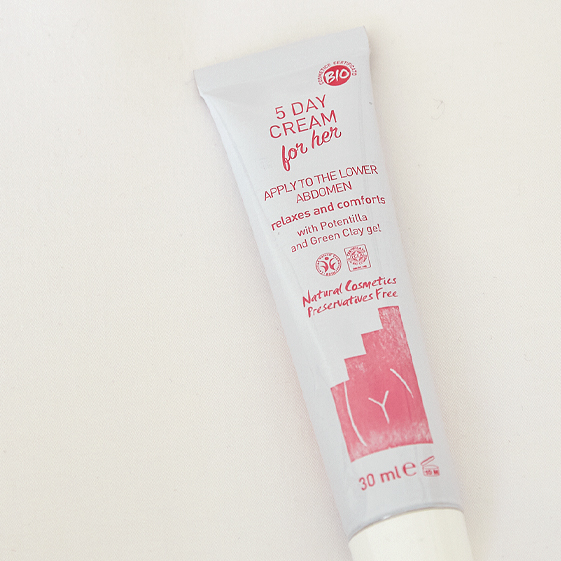 BIO
5 DAY
CREAM
for her
APPLY TO THE LOWER
ABDOMEN
relaxes and comforts
with Potentilla
and Green Clay gel
Natural Cosmetics
Preservatives Free
30 ml e